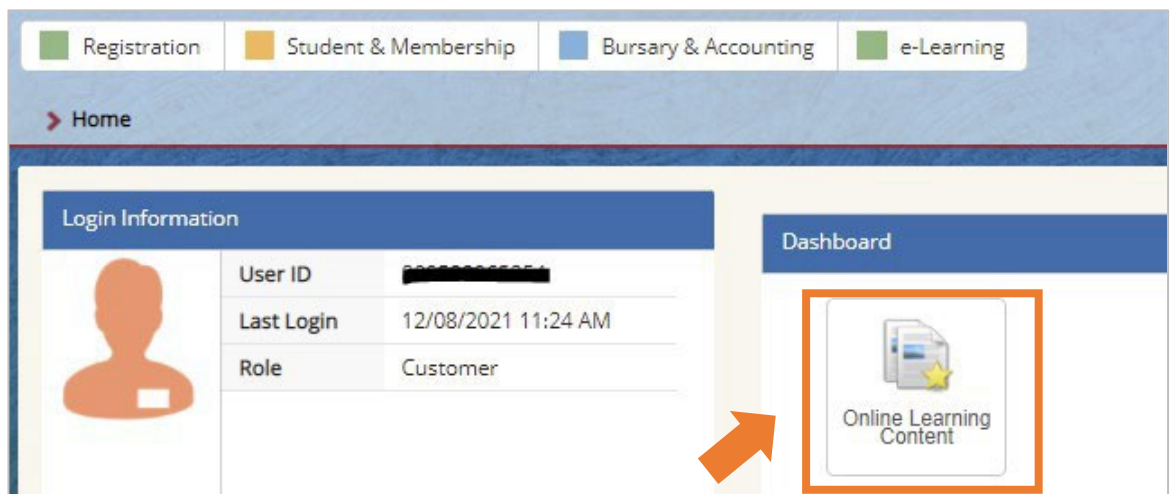 Registration
Student & Membership
Bursary & Accounting
e-Learning
Home
Login Information
User ID
Last Login 12/08/2021 11:24 AM
Role Customer
Dashboard
Online Learning
Content